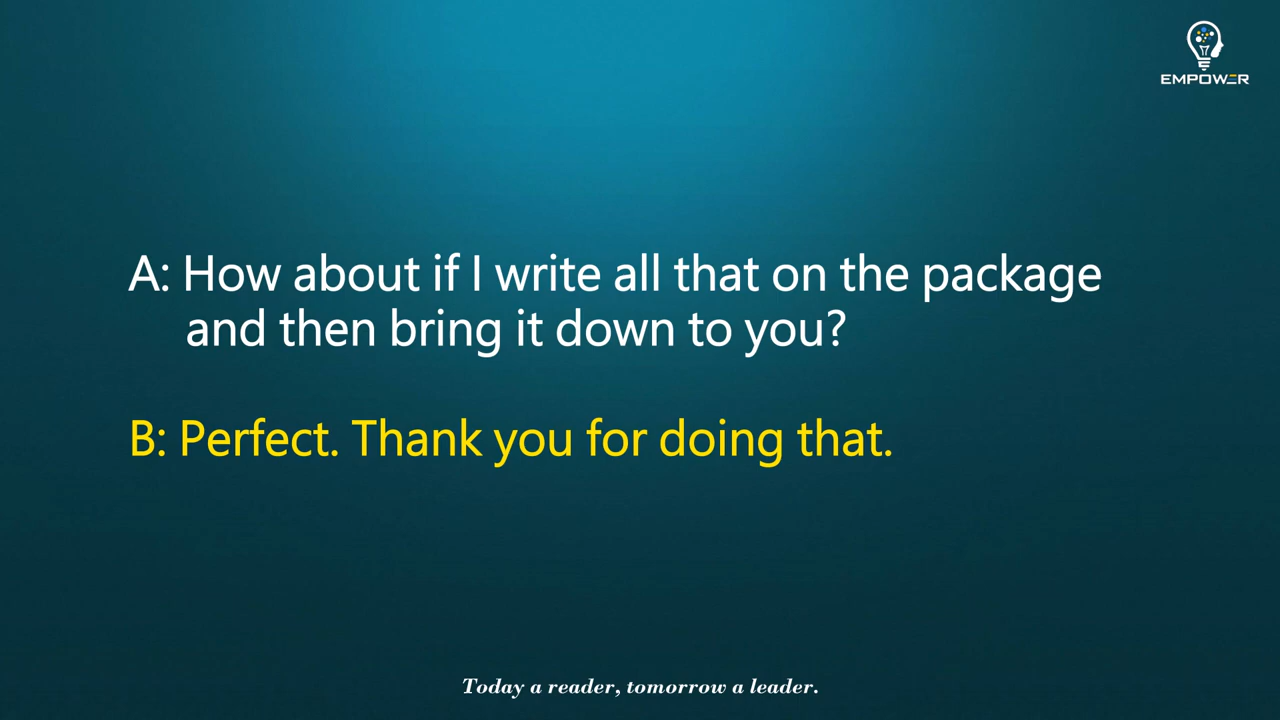 EMPOWER
A: How about if I write all that on the package
and then bring it down to you?
B: Perfect. Thank you for doing that.
Today a reader, tomorrow a leader.